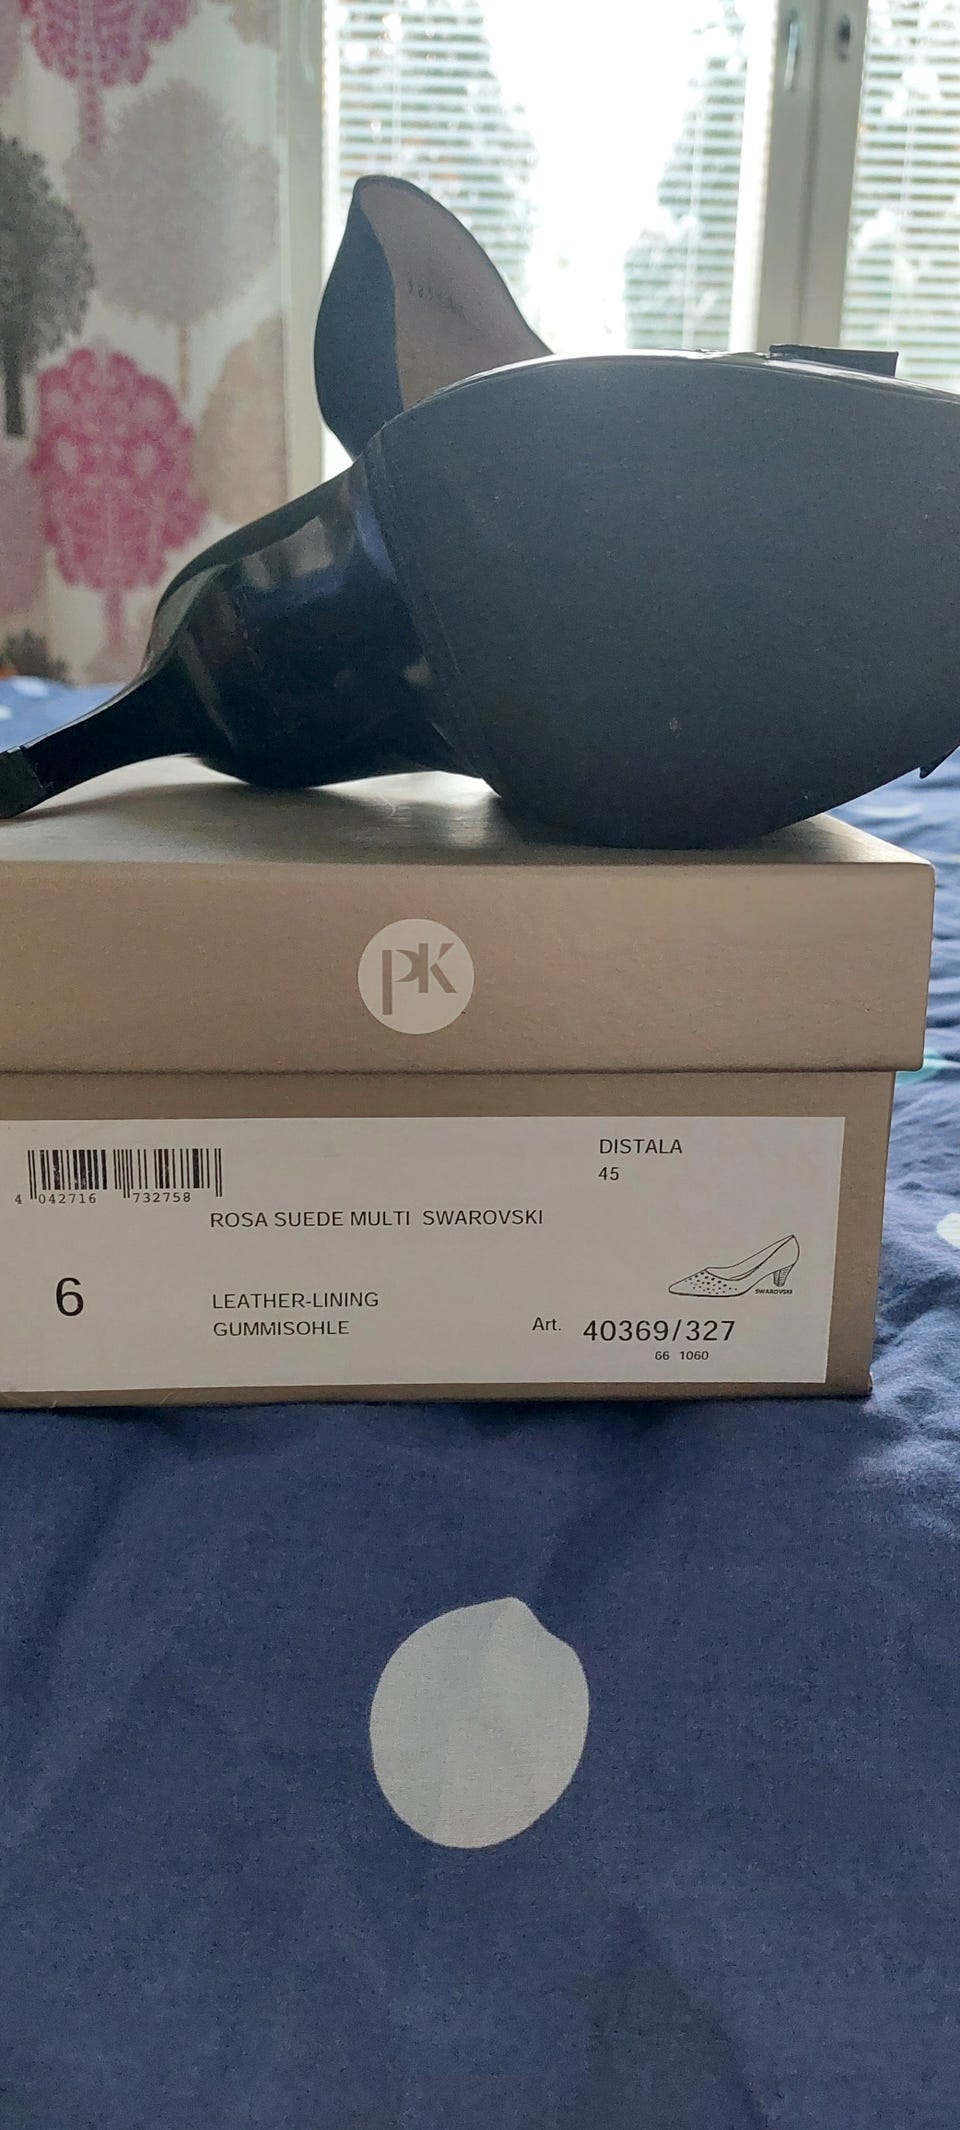 PK
DISTALA
45
4 042716 732758
ROSA SUEDE MULTI SWAROVSKI
SWAROVSKI
6
LEATHER-LINING
GUMMISOHLE
Art. 40369/327
66 1060